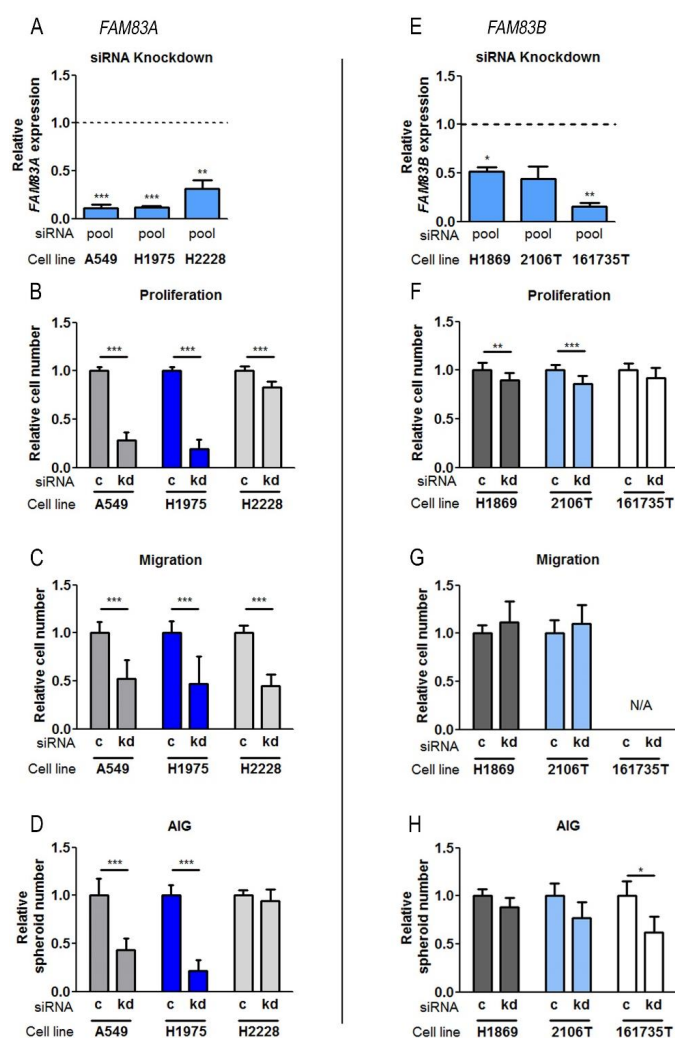 A FAM83A
siRNA Knockdown
Relative
FAM83A expression
1.5
1.0
0.5
0.0
*** *** **
siRNA pool pool pool
Cell line A549 H1975 H2228
B Proliferation
Relative cell number
1.5
1.0
0.5
0.0
*** *** ***
siRNA c kd c kd c kd
Cell line A549 H1975 H2228
C Migration
Relative cell number
1.5
1.0
0.5
0.0
*** *** ***
siRNA c kd c kd c kd
Cell line A549 H1975 H2228
D AIG
Relative
spheroid number
1.5
1.0
0.5
0.0
*** ***
siRNA c kd c kd c kd
Cell line A549 H1975 H2228
E FAM83B
siRNA Knockdown
Relative
FAM83B expression
1.5
1.0
0.5
0.0
* **
siRNA pool pool pool
Cell line H1869 2106T 161735T
F Proliferation
Relative cell number
1.5
1.0
0.5
0.0
** ***
siRNA c kd c kd c kd
Cell line H1869 2106T 161735T
G Migration
Relative cell number
1.5
1.0
0.5
0.0
N/A
siRNA c kd c kd c kd
Cell line H1869 2106T 161735T
H AIG
Relative
spheroid number
1.5
1.0
0.5
0.0
*
siRNA c kd c kd c kd
Cell line H1869 2106T 161735T